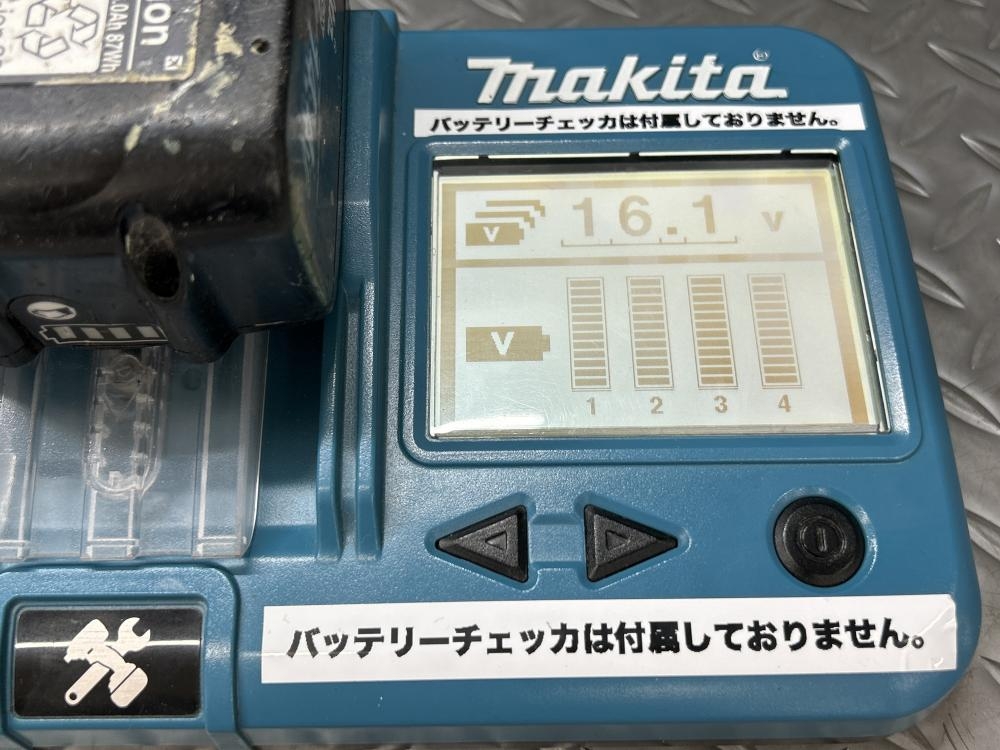 makita®
バッテリーチェッカは付属しておりません。
16.1 V
V
V
1 2 3 4
バッテリーチェッカは付属しておりません。
.0Ah 87Wh